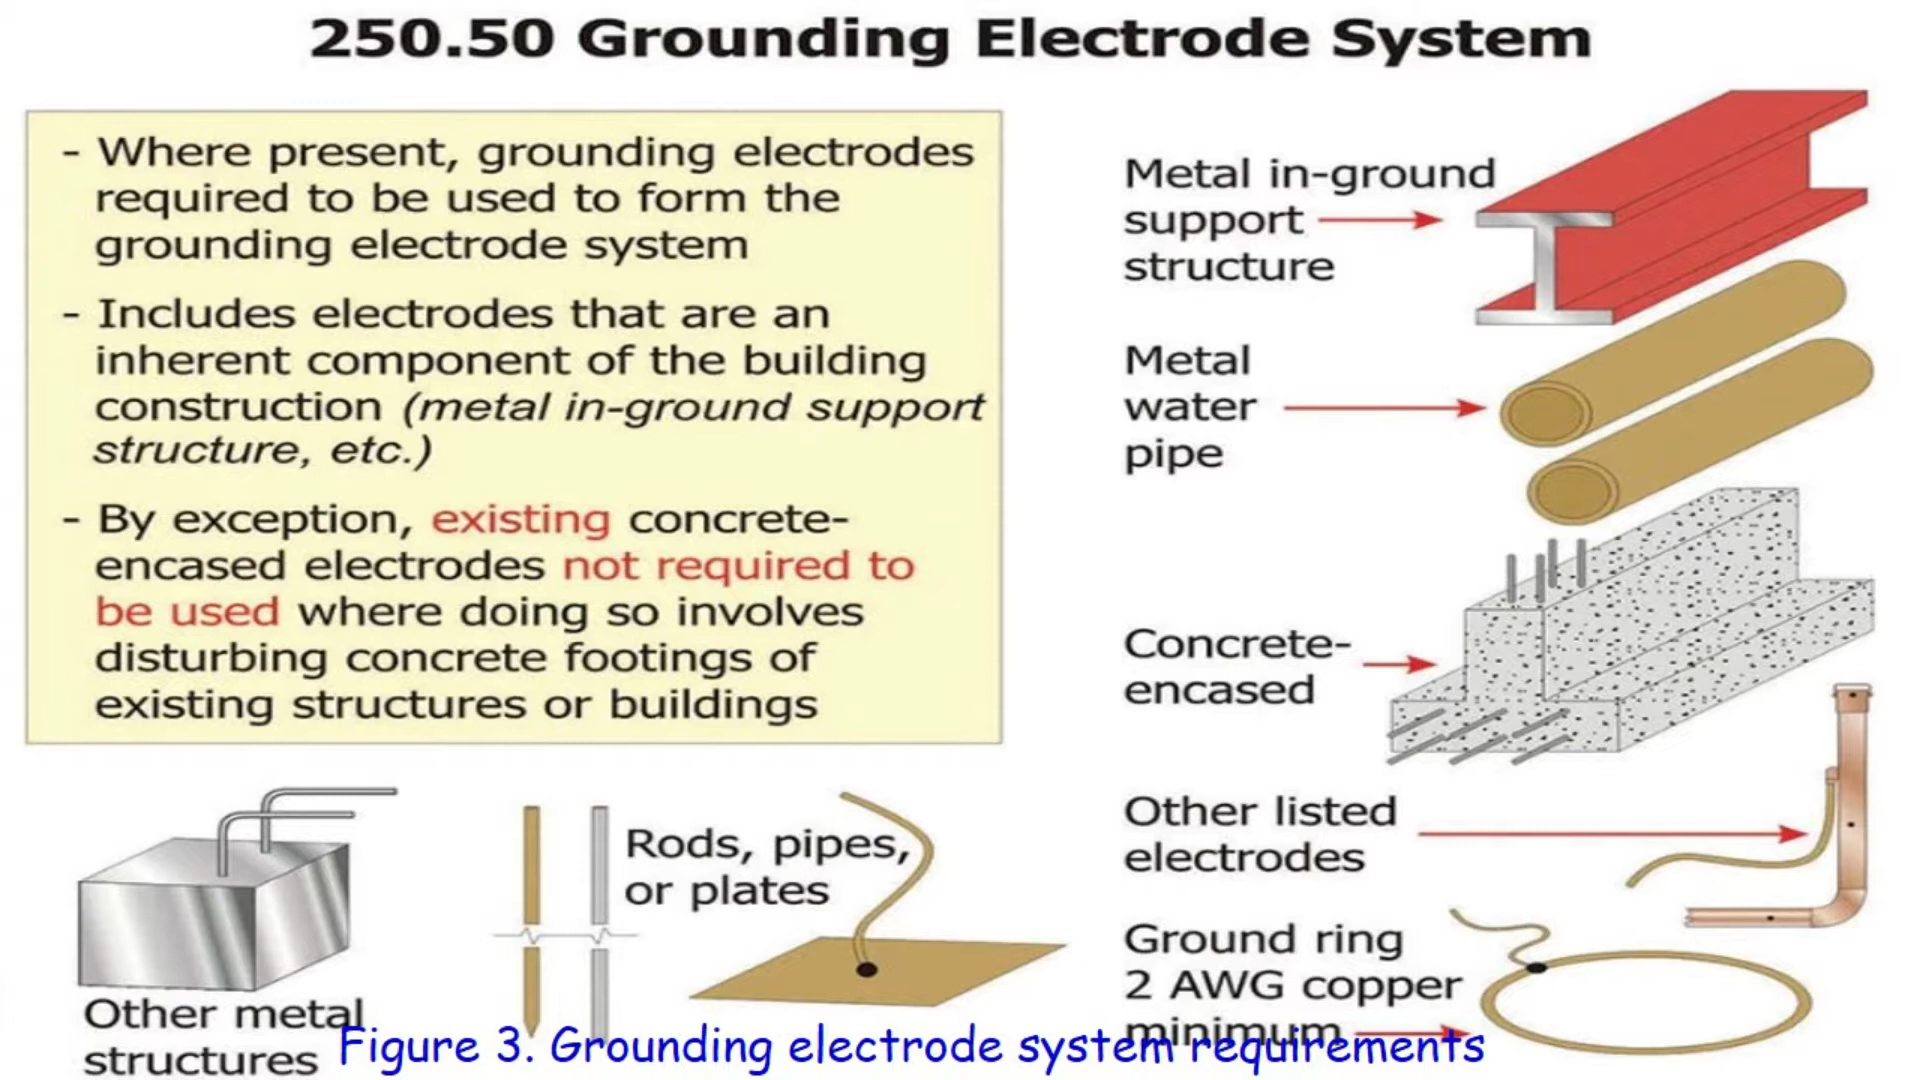 250.50 Grounding Electrode System
- Where present, grounding electrodes
required to be used to form the
grounding electrode system
- Includes electrodes that are an
inherent component of the building
construction (metal in-ground support
structure, etc.)
- By exception, existing concrete-
encased electrodes not required to
be used where doing so involves
disturbing concrete footings of
existing structures or buildings
Metal in-ground
support
structure
Metal
water
pipe
Concrete-
encased
Other listed
electrodes
Ground ring
2 AWG copper
minimum
Rods, pipes,
or plates
Other metal
structures
Figure 3. Grounding electrode system requirements